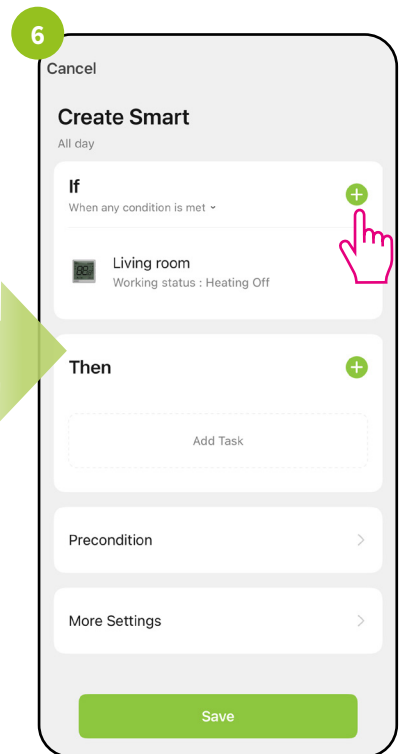 6
Cancel
Create Smart
All day
If
When any condition is met
Living room
Working status : Heating Off
Then
Add Task
Precondition
More Settings
Save